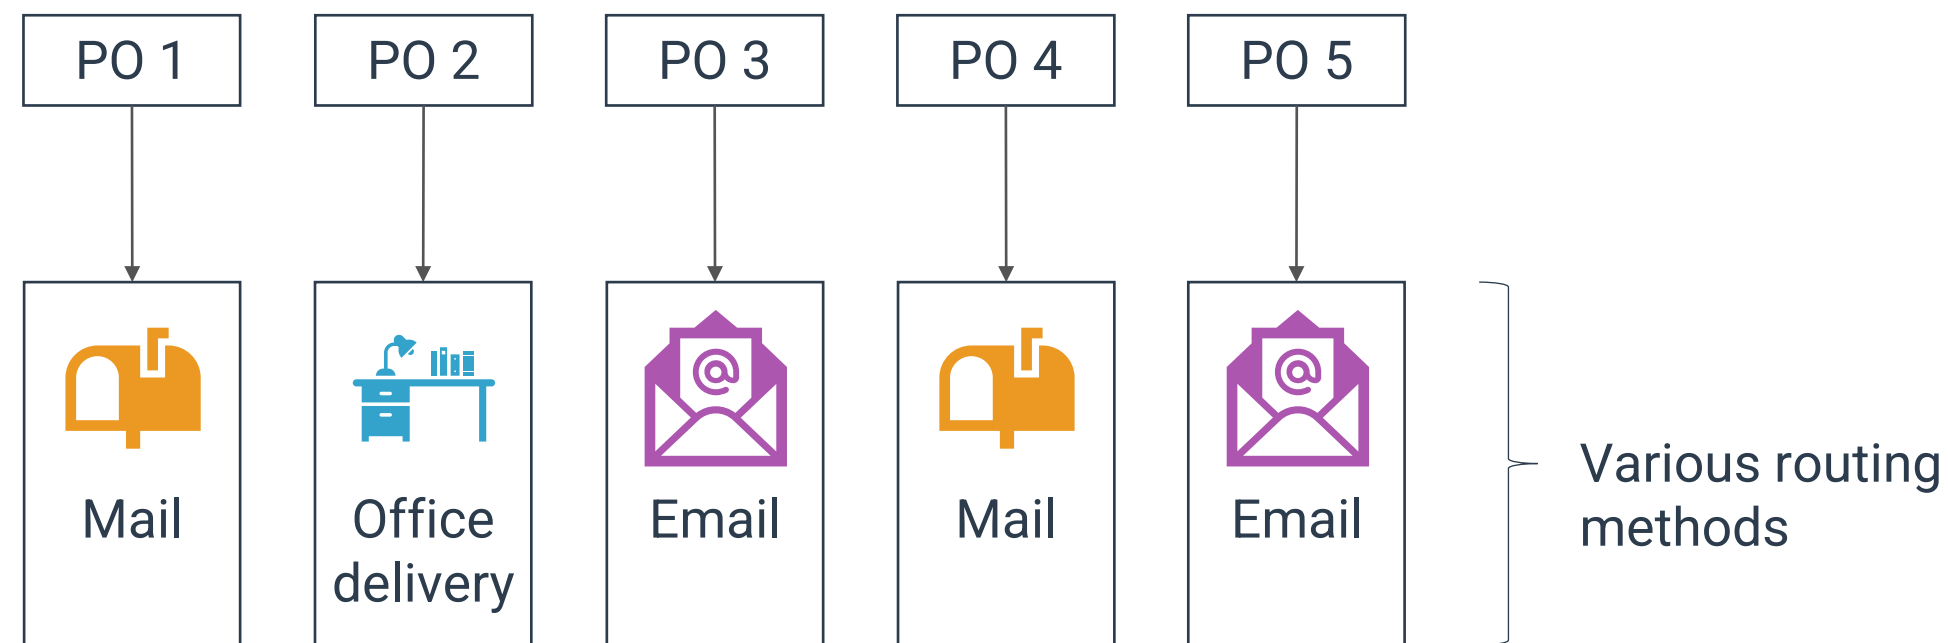 PO 1
PO 2
PO 3
PO 4
PO 5
Mail
Office
delivery
Email
Mail
Email
Various routing
methods